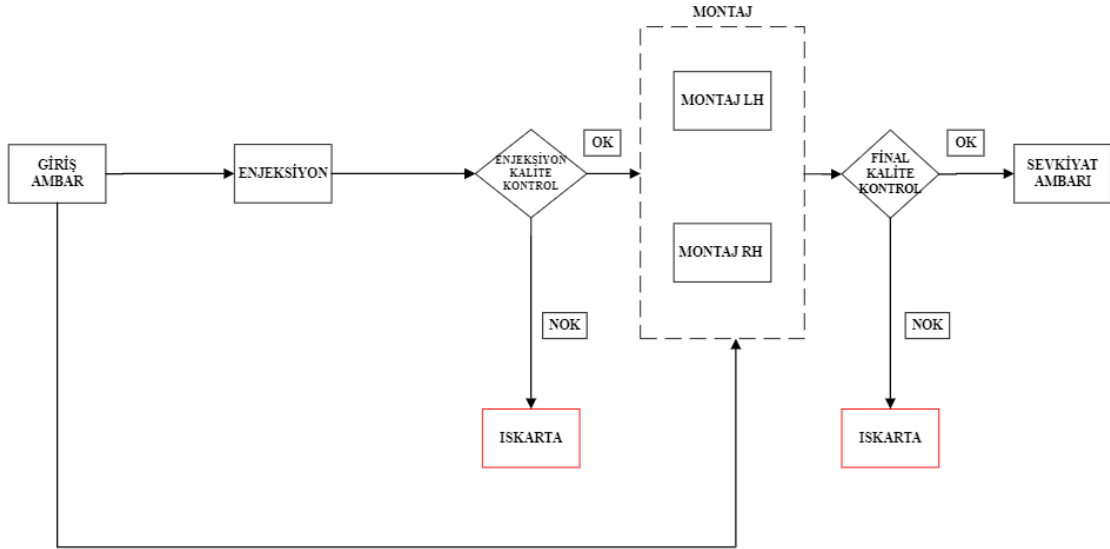 MONTAJ
MONTAJ LH
OK
OK
GİRİŞ
AMBAR
ENJEKSİYON
ENJEKSİYON
KALİTE
KONTROL
FİNAL
KALİTE
KONTROL
SEVKİYAT
AMBARI
MONTAJ RH
NOK
NOK
ISKARTA
ISKARTA